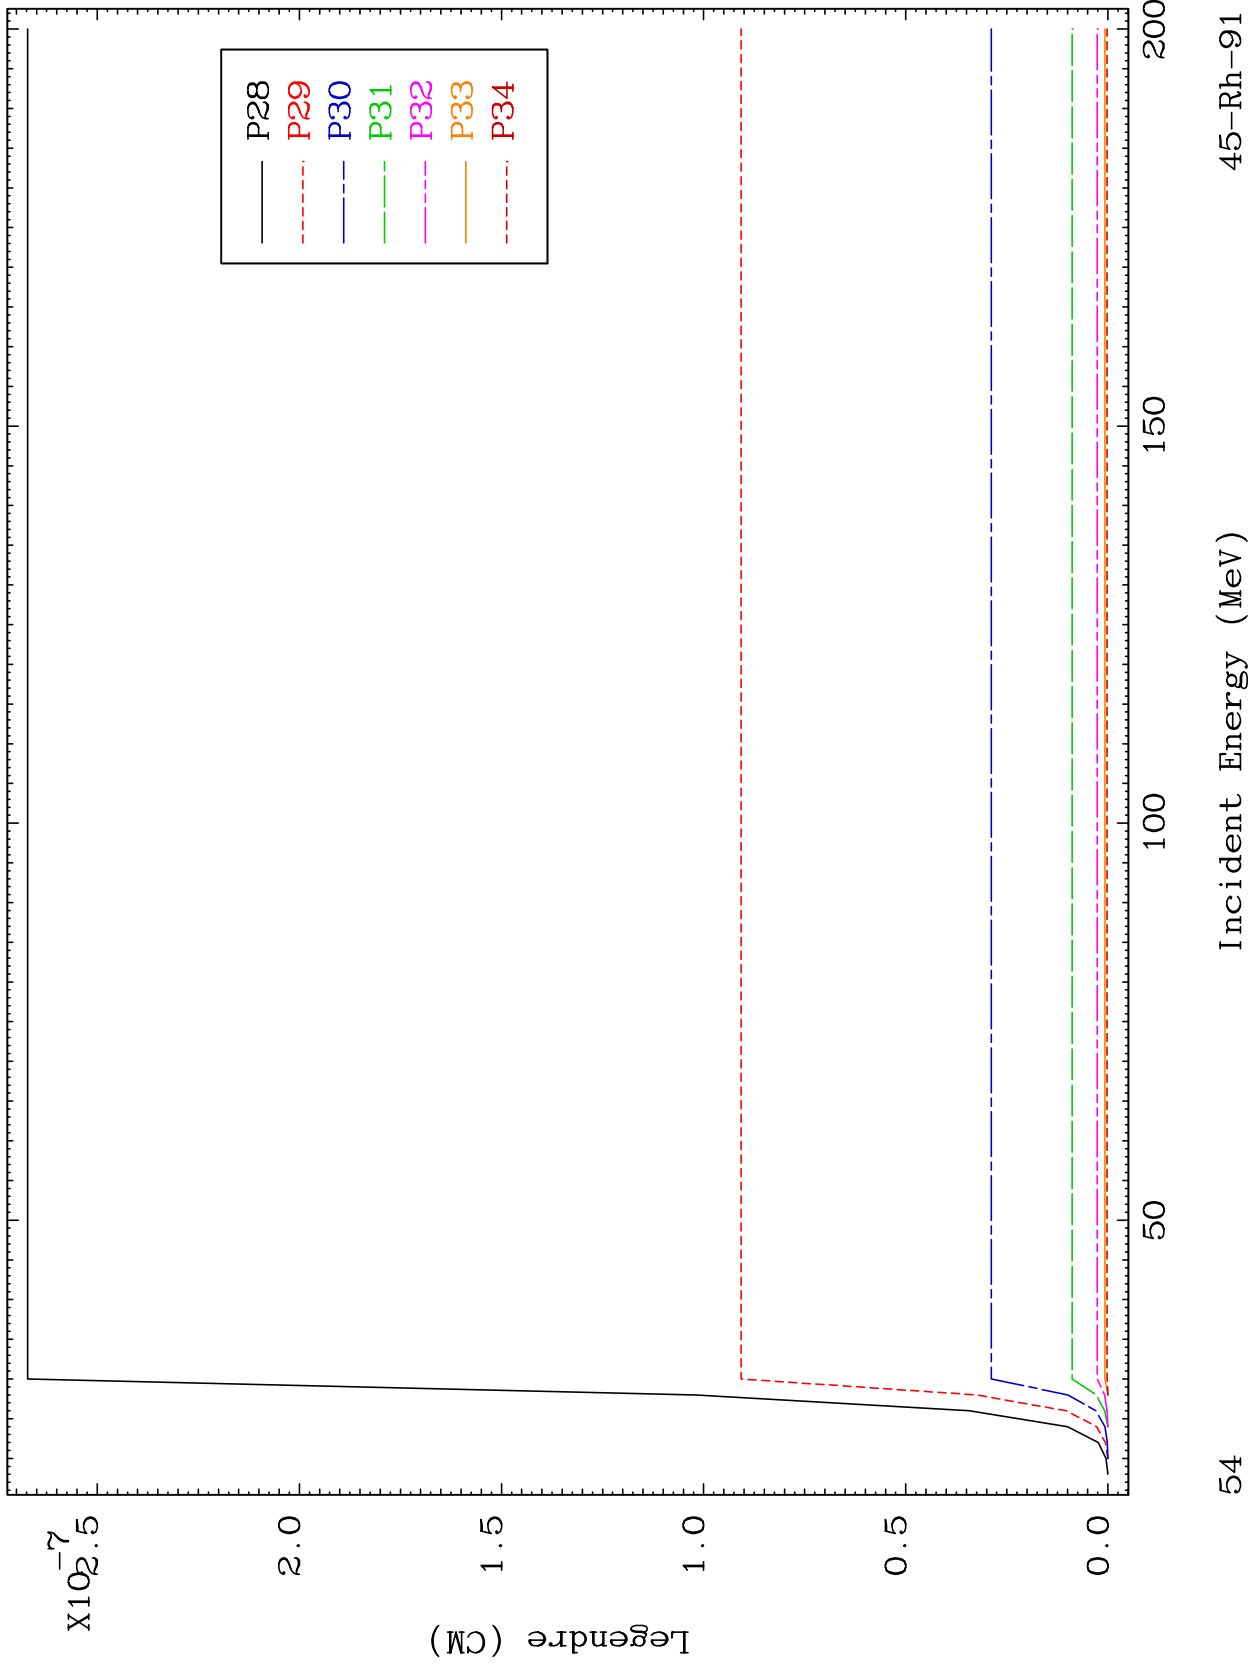 X10-7
2.5
2.0
1.5
1.0
0.5
0.0
Legendre (CM)
P28
P29
P30
P31
P32
P33
P34
50
100
150
200
Incident Energy (MeV)
54
45-Rh-91